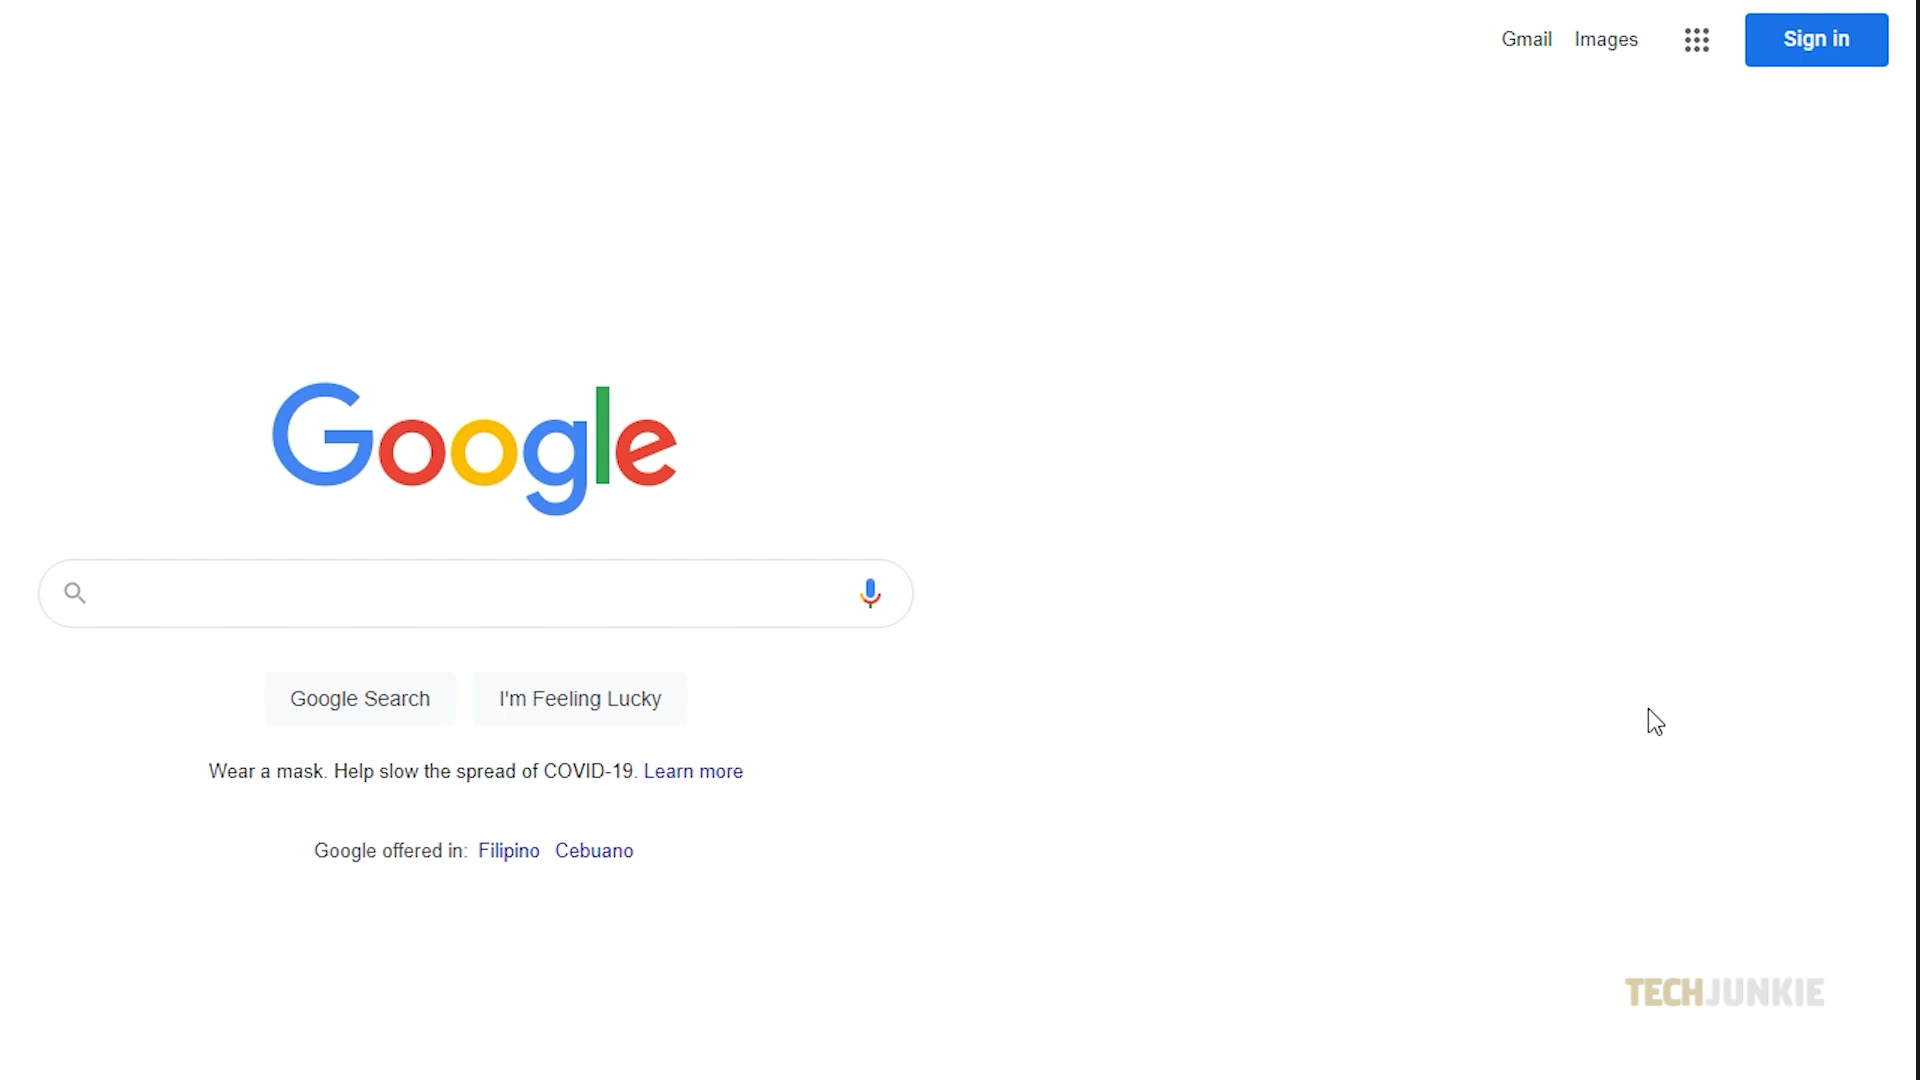 Gmail Images Sign in
Google
Google Search I'm Feeling Lucky
Wear a mask. Help slow the spread of COVID-19. Learn more
Google offered in: Filipino Cebuano
TECHJUNKIE